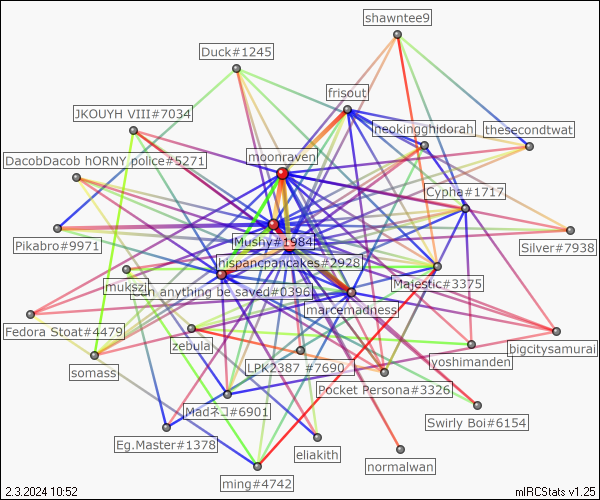 shawntee9
Duck#1245
frisout
JKOUYH VIII#7034
neokingghidorah
thesecondtwat
moonraven
DacobDacob hORNY police#5271
Cypha#1717
Pikabro#9971
Mushy#1984
Silver#7938
hispancpancakes#2928
mukszi
can anything be saved#0396
Majestic#3375
marcemadness
Fedora Stoat#4479
zebula
bigcitysamurai
somass
LPK2387 #7690
yoshimanden
Pocket Persona#3326
Madネコ#6901
Swirly Boi#6154
Eg.Master#1378
eliakith
normalwan
ming#4742
2.3.2024 10:52
mIRCStats v1.25